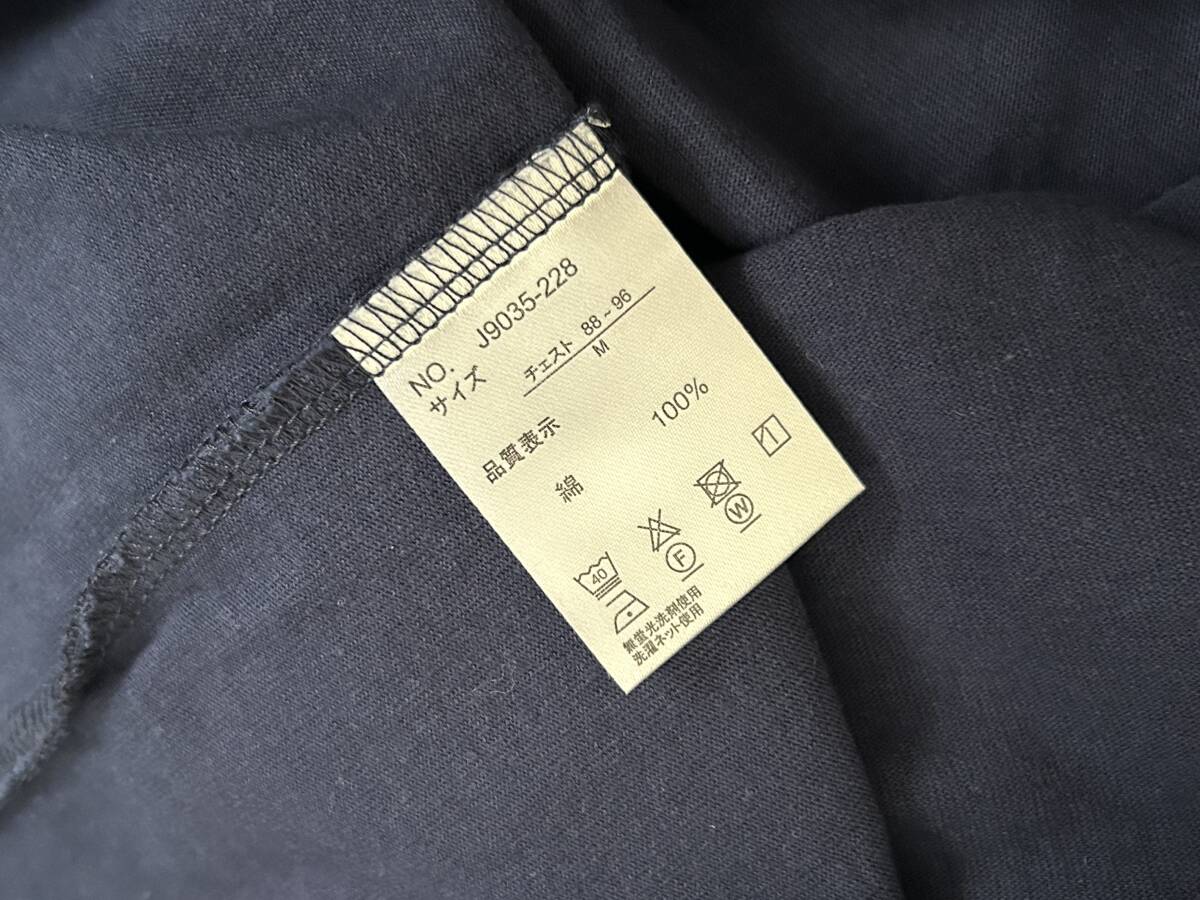 NO. J9035-228
サイズ チェスト 88~96
M
品質表示
綿 100%
40
F W
無蛍光洗剤使用
洗濯ネット使用